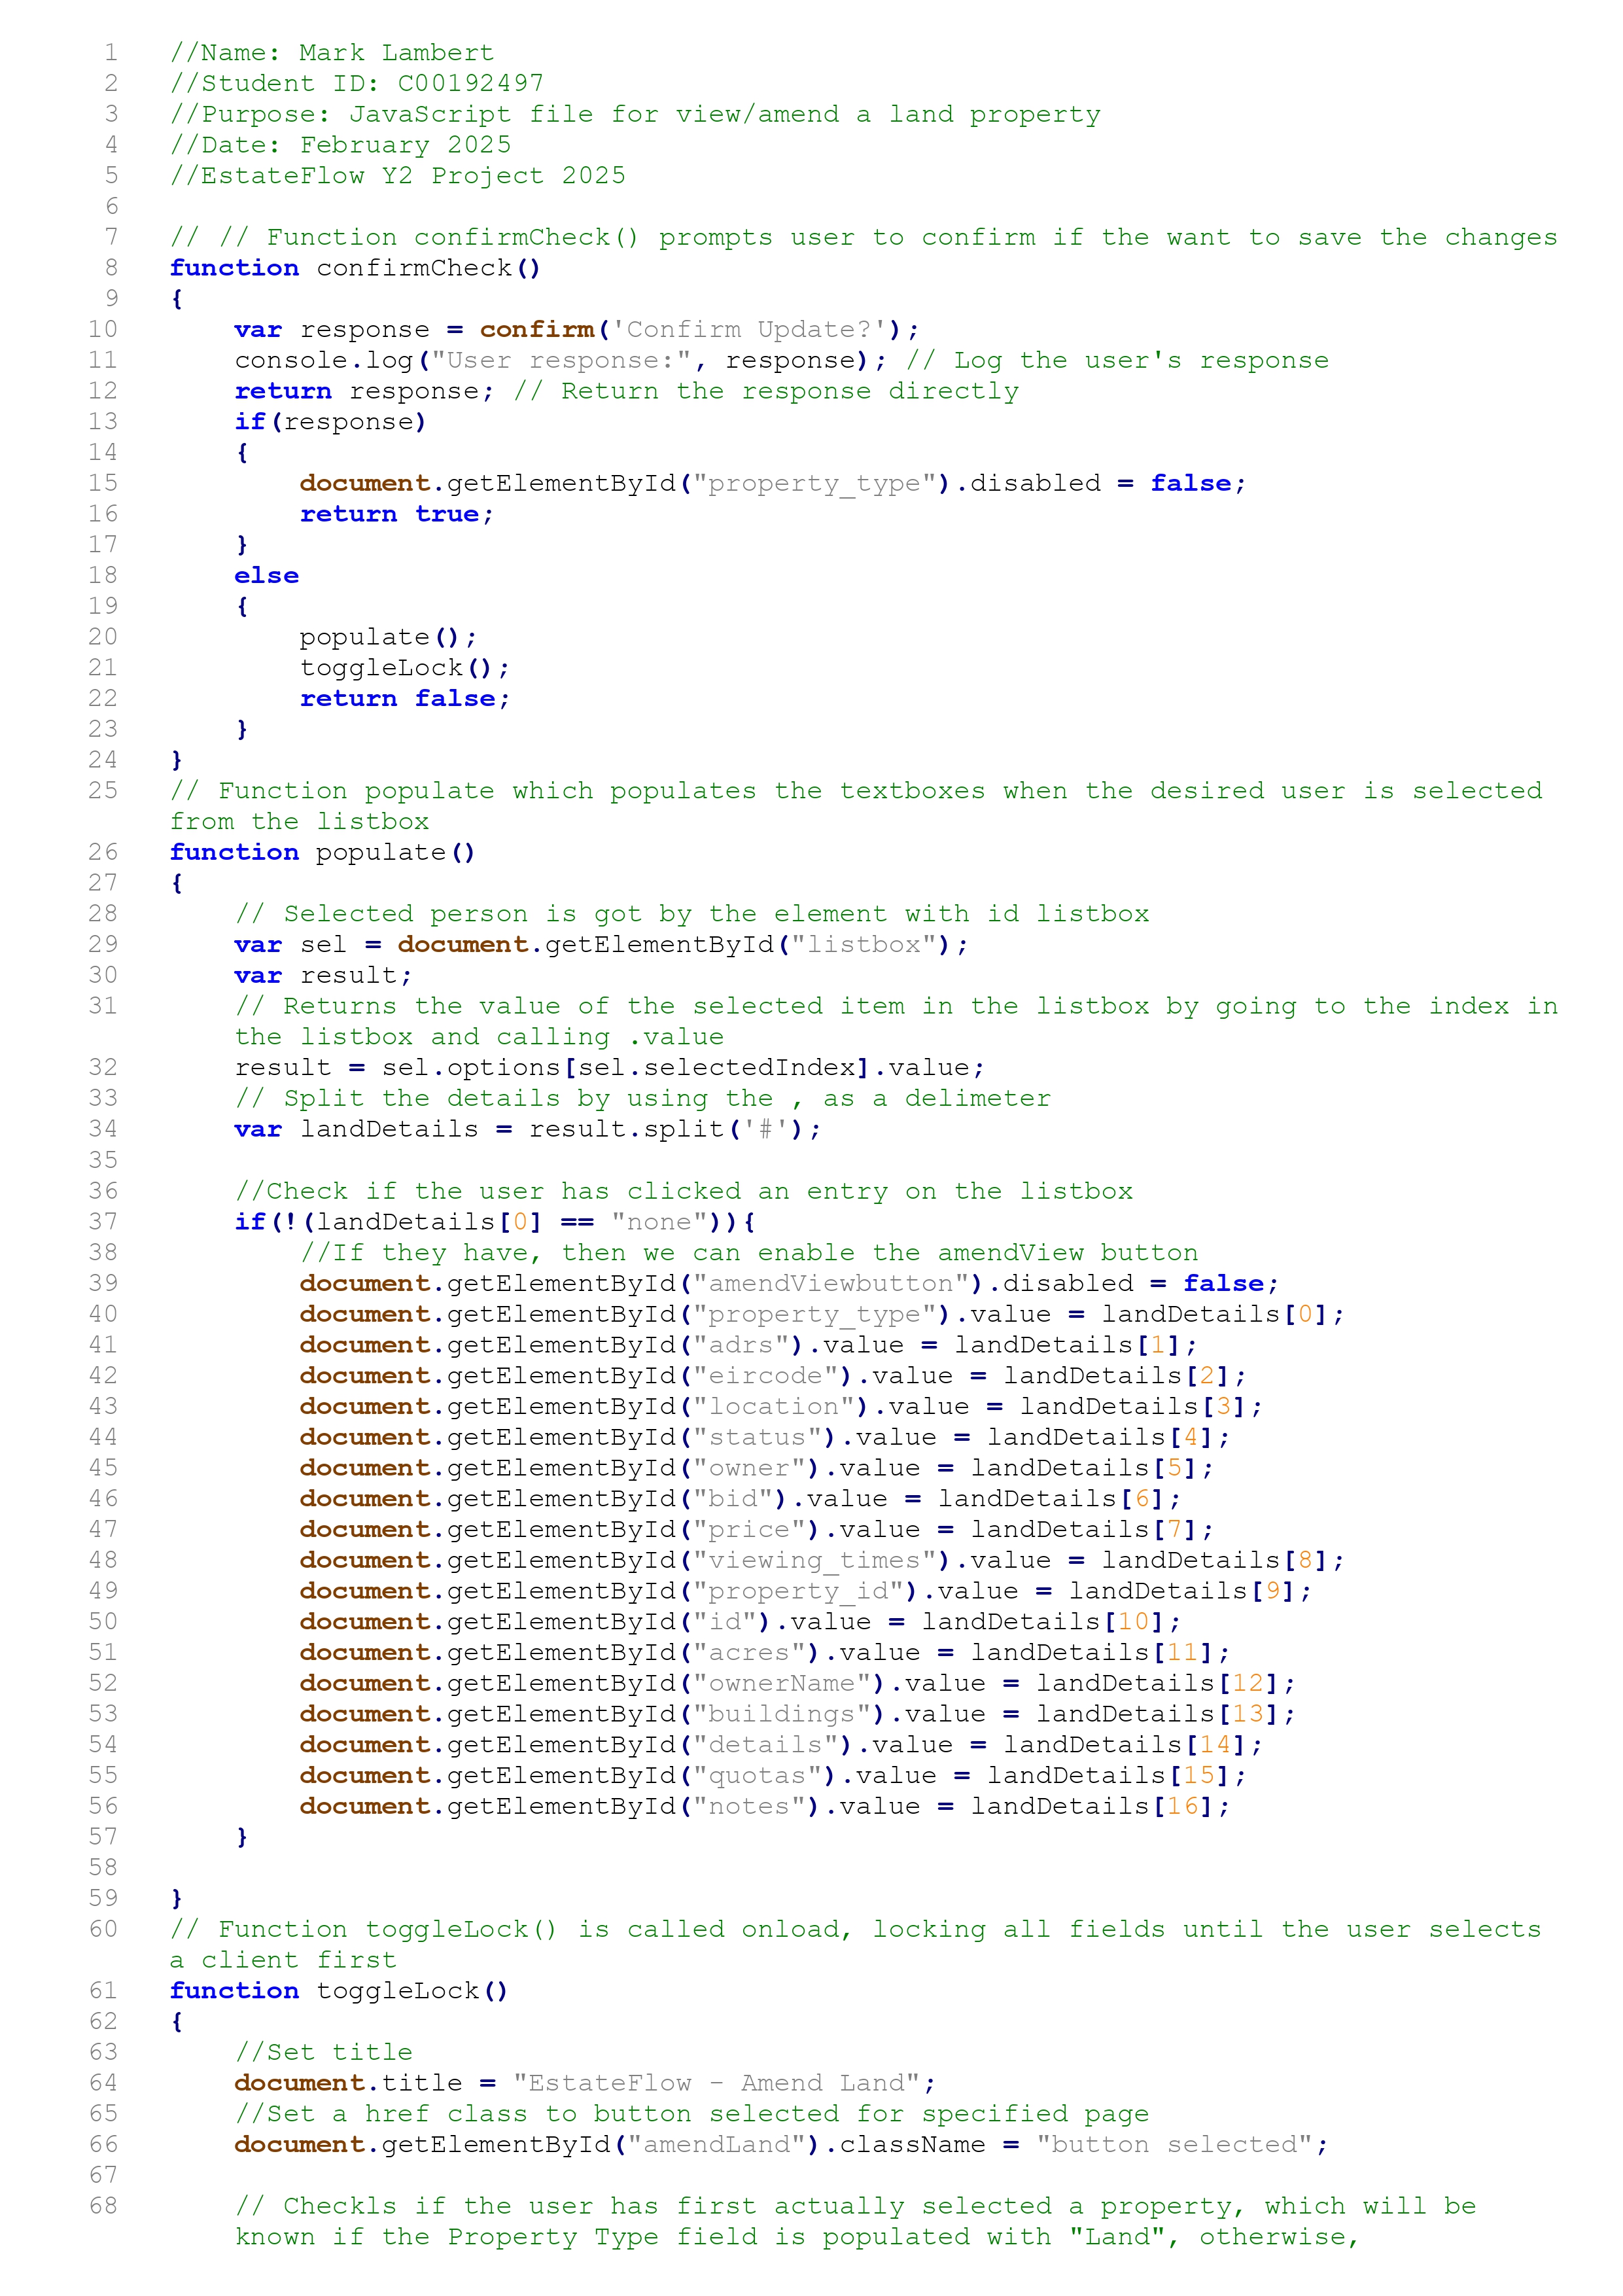 1 //Name: Mark Lambert
2 //Student ID: C00192497
3 //Purpose: JavaScript file for view/amend a land property
4 //Date: February 2025
5 //EstateFlow Y2 Project 2025
6
7 // // Function confirmCheck() prompts user to confirm if the want to save the changes
8 function confirmCheck()
9 {
10     var response = confirm('Confirm Update?');
11     console.log("User response:", response); // Log the user's response
12     return response; // Return the response directly
13     if(response)
14     {
15         document.getElementById("property_type").disabled = false;
16         return true;
17     }
18     else
19     {
20         populate();
21         toggleLock();
22         return false;
23     }
24 }
25 // Function populate which populates the textboxes when the desired user is selected
from the listbox
26 function populate()
27 {
28     // Selected person is got by the element with id listbox
29     var sel = document.getElementById("listbox");
30     var result;
31     // Returns the value of the selected item in the listbox by going to the index in
the listbox and calling .value
32     result = sel.options[sel.selectedIndex].value;
33     // Split the details by using the , as a delimeter
34     var landDetails = result.split('#');
35
36     //Check if the user has clicked an entry on the listbox
37     if(!(landDetails[0] == "none")){
38         //If they have, then we can enable the amendView button
39         document.getElementById("amendViewbutton").disabled = false;
40         document.getElementById("property_type").value = landDetails[0];
41         document.getElementById("adrs").value = landDetails[1];
42         document.getElementById("eircode").value = landDetails[2];
43         document.getElementById("location").value = landDetails[3];
44         document.getElementById("status").value = landDetails[4];
45         document.getElementById("owner").value = landDetails[5];
46         document.getElementById("bid").value = landDetails[6];
47         document.getElementById("price").value = landDetails[7];
48         document.getElementById("viewing_times").value = landDetails[8];
49         document.getElementById("property_id").value = landDetails[9];
50         document.getElementById("id").value = landDetails[10];
51         document.getElementById("acres").value = landDetails[11];
52         document.getElementById("ownerName").value = landDetails[12];
53         document.getElementById("buildings").value = landDetails[13];
54         document.getElementById("details").value = landDetails[14];
55         document.getElementById("quotas").value = landDetails[15];
56         document.getElementById("notes").value = landDetails[16];
57     }
58
59 }
60 // Function toggleLock() is called onload, locking all fields until the user selects
a client first
61 function toggleLock()
62 {
63     //Set title
64     document.title = "EstateFlow - Amend Land";
65     //Set a href class to button selected for specified page
66     document.getElementById("amendLand").className = "button selected";
67
68     // Checkls if the user has first actually selected a property, which will be
known if the Property Type field is populated with "Land", otherwise,